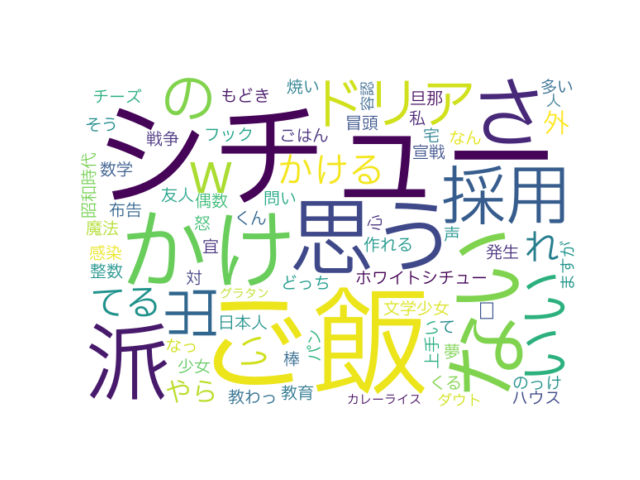 チーズ
の
もどき
焼い
容認
ドリア
旦那
さ
多い
人
そう
シチュー
戦争
フック
ごはん
冒頭
私
宅
なん
外
昭和時代
数学
w
かける
宣戦
採用
友人
偶数
問い
布告
魔法
かけ
怒
くん
思う
心
作れる
声
れ
感染
宜
発生
ますが
整数
対
どっち
ホワイトシチュー
てる
丑
グラタン
ご飯
文学少女
ない
いい
派
日本人
し
パン
上手い
て
夢
なっ
棒
少女
くる
のっけ
やら
教わっ
教育
カレーライス
ダウト
ハウス